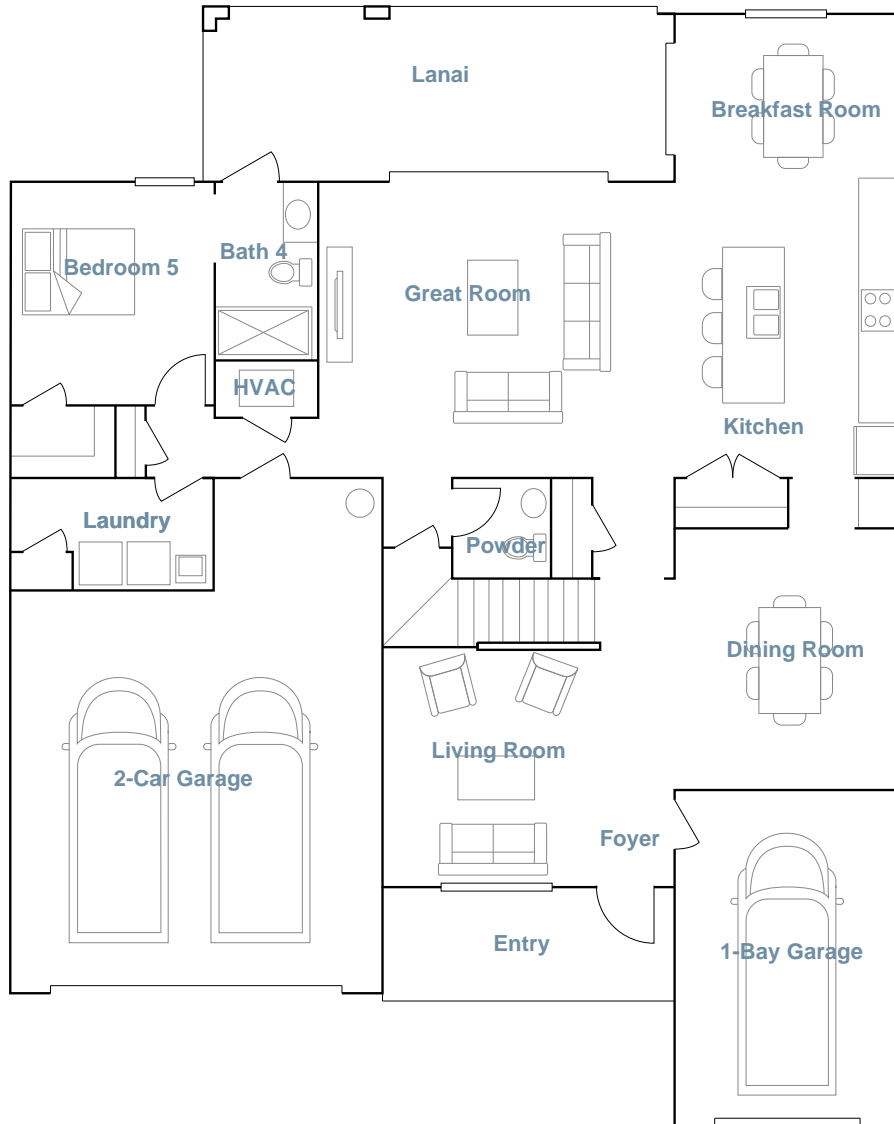 Lanai
Breakfast Room
Bath 4
Bedroom 5
Great Room
HVAC
Kitchen
Laundry
Powder
Dining Room
Living Room
2-Car Garage
Foyer
Entry
1-Bay Garage